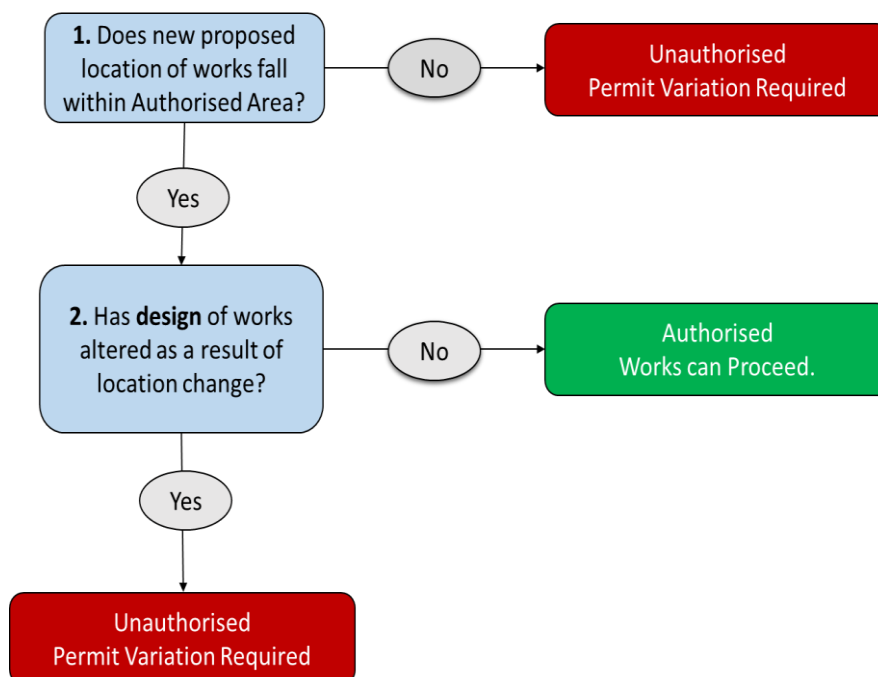 1. Does new proposed
location of works fall
within Authorised Area?
No
Unauthorised
Permit Variation Required
Yes
2. Has design of works
altered as a result of
location change?
No
Authorised
Works can Proceed.
Yes
Unauthorised
Permit Variation Required